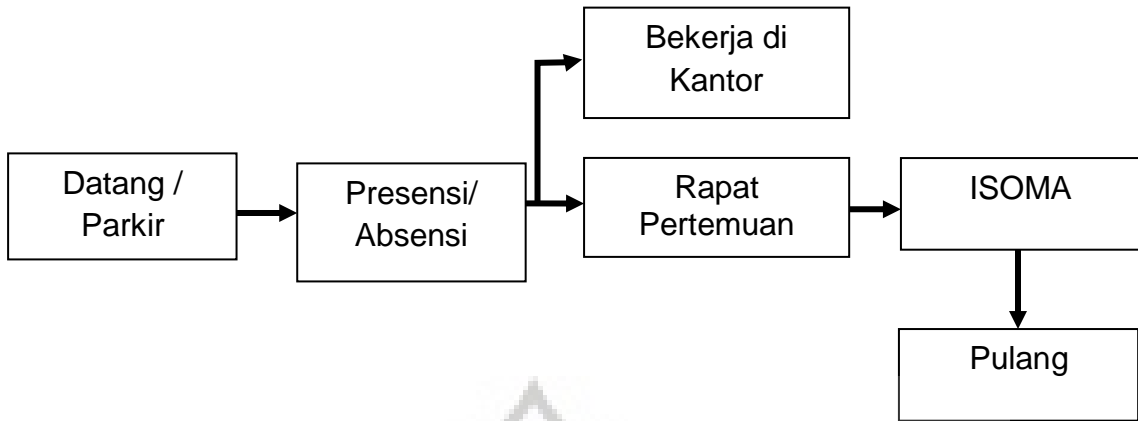 Bekerja di
Kantor
Datang /
Parkir
Presensi/
Absensi
Rapat
Pertemuan
ISOMA
Pulang